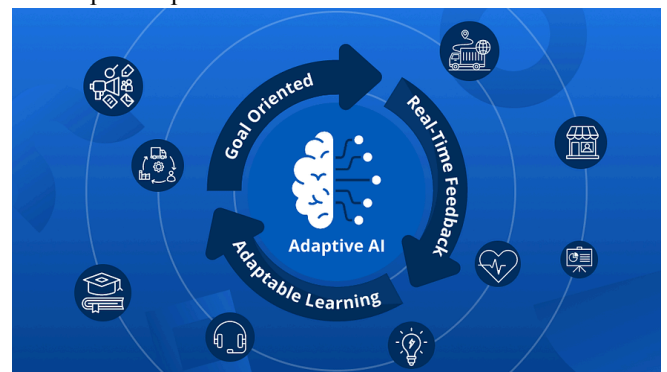 Goal Oriented
Real-Time Feedback
Adaptive AI
Adaptable Learning